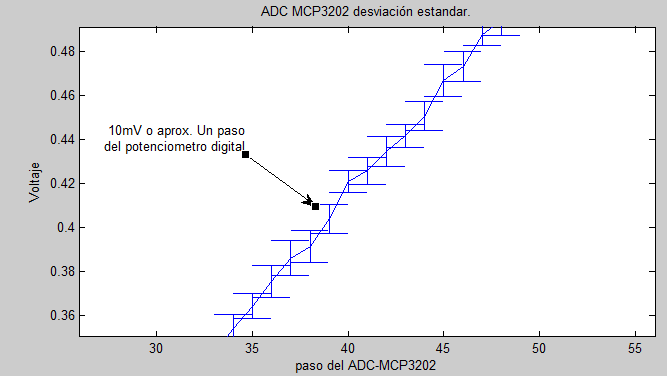 ADC MCP3202 desviación estandar.
0.48
0.46
0.44
0.42
0.4
0.38
0.36
Voltaje
10mV o aprox. Un paso
del potenciometro digital
30 35 40 45 50 55
paso del ADC-MCP3202